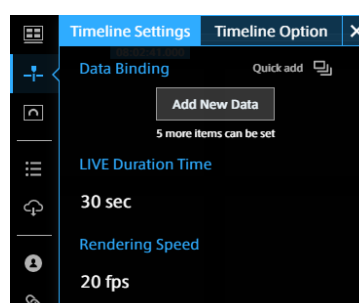 Timeline Settings Timeline Option X
Data Binding Quick add
Add New Data
5 more items can be set
LIVE Duration Time
30 sec
Rendering Speed
20 fps